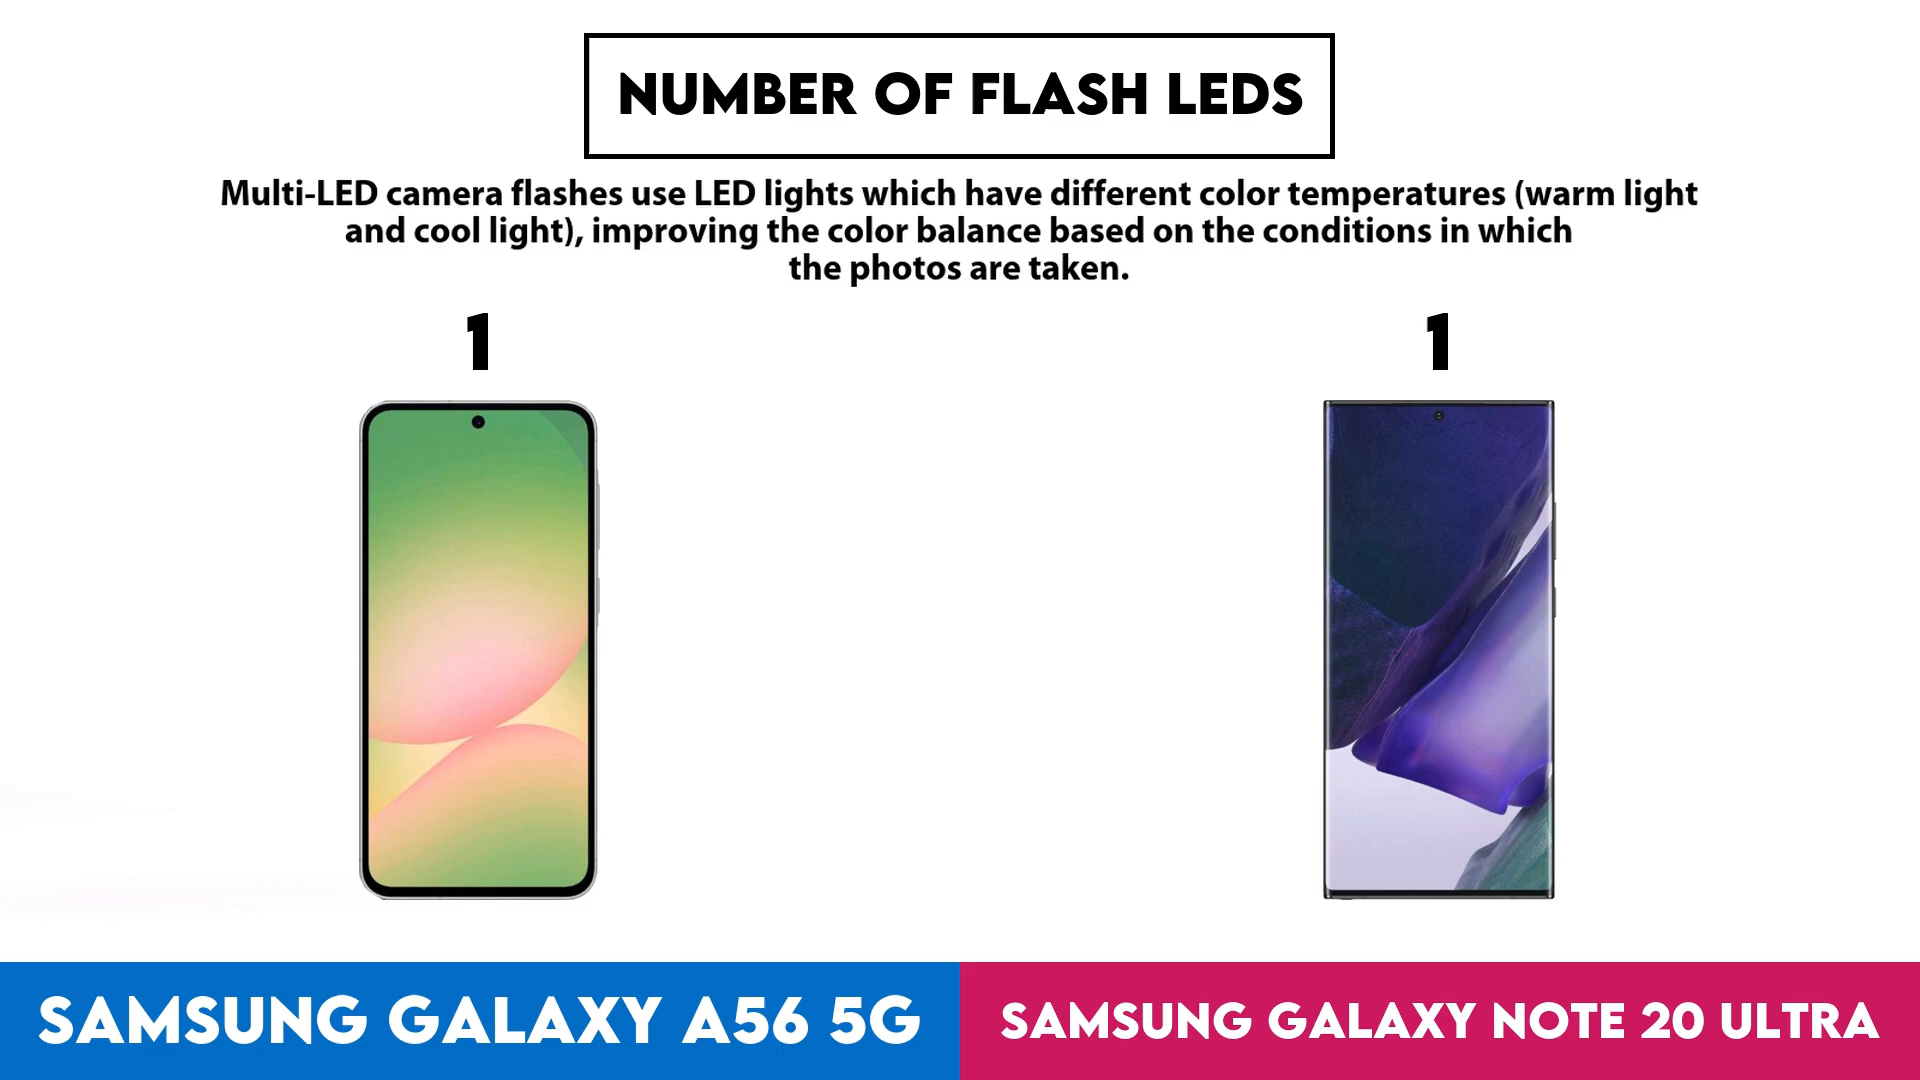 NUMBER OF FLASH LEDS
Multi-LED camera flashes use LED lights which have different color temperatures (warm light
and cool light), improving the color balance based on the conditions in which
the photos are taken.
1
1
SAMSUNG GALAXY A56 5G
SAMSUNG GALAXY NOTE 20 ULTRA